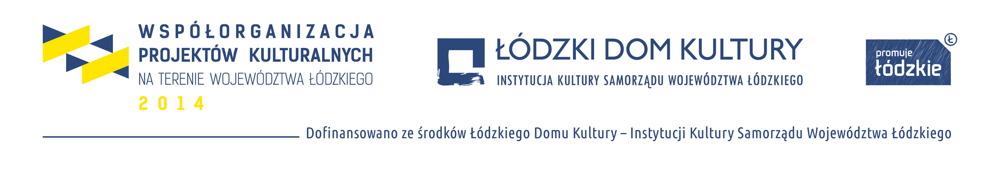 WSPÓŁORGANIZACJA
PROJEKTÓW KULTURALNYCH
NA TERENIE WOJEWÓDZTWA ŁÓDZKIEGO
2014
ŁÓDZKI DOM KULTURY
INSTYTUCJA KULTURY SAMORZĄDU WOJEWÓDZTWA ŁÓDZKIEGO
Ł
promuje
łódzkie
Dofinansowano ze środków Łódzkiego Domu Kultury – Instytucji Kultury Samorządu Województwa Łódzkiego